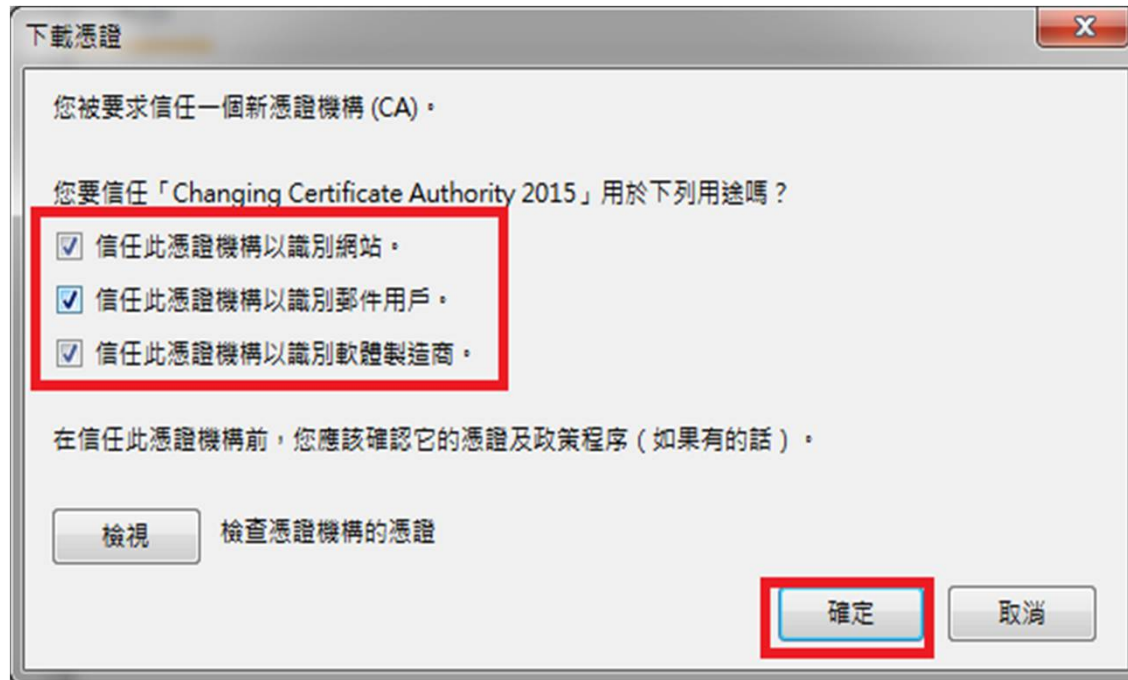 下載憑證
您被要求信任一個新憑證機構 (CA)。
您要信任「Changing Certificate Authority 2015」用於下列用途嗎？
信任此憑證機構以識別網站。
信任此憑證機構以識別郵件用戶。
信任此憑證機構以識別軟體製造商。
在信任此憑證機構前，您應該確認它的憑證及政策程序（如果有的話）。
檢視 檢查憑證機構的憑證
確定 取消